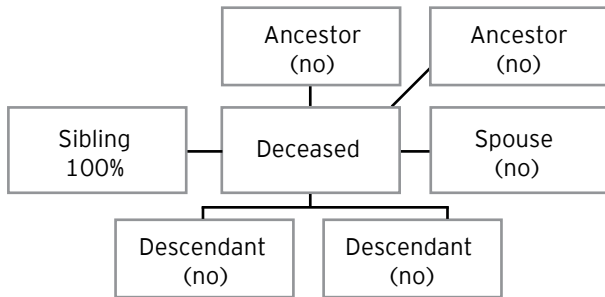 Ancestor
(no)
Ancestor
(no)
Sibling
100%
Deceased
Spouse
(no)
Descendant
(no)
Descendant
(no)